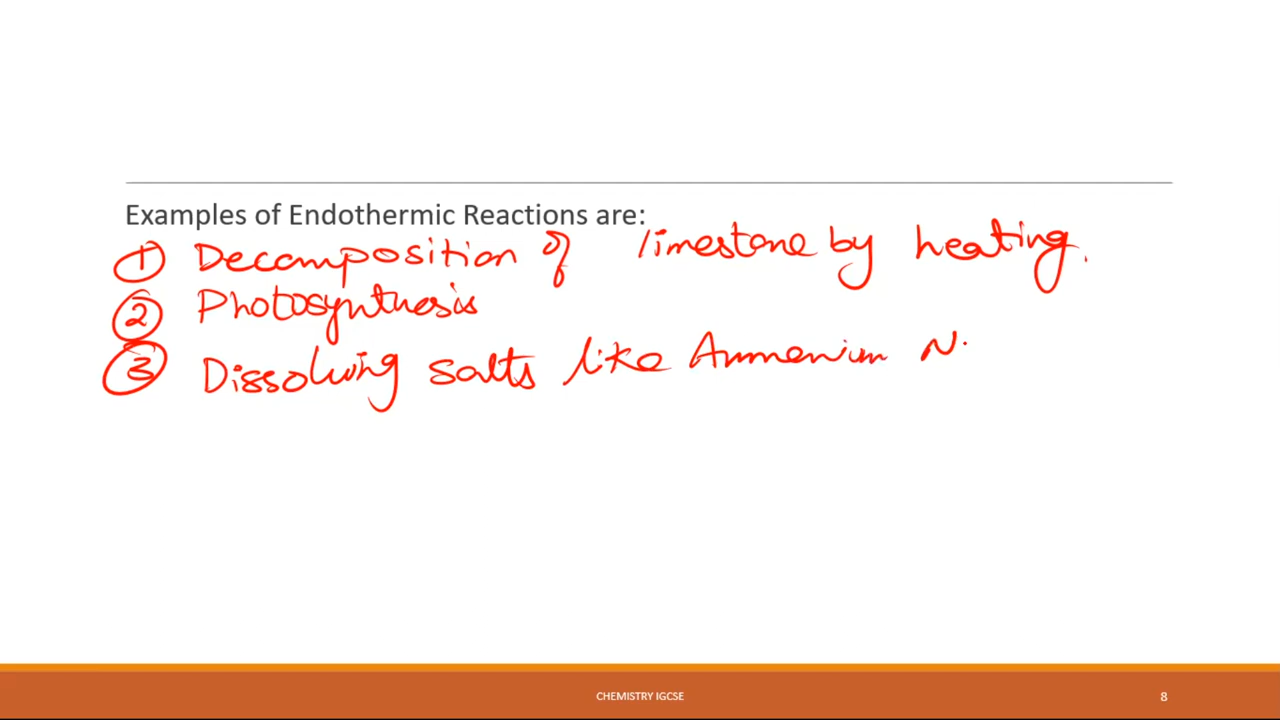 Examples of Endothermic Reactions are:
① Decomposition of limestone by heating.
② Photosynthesis
③ Dissolving salts like Ammonium N.
CHEMISTRY IGCSE
8